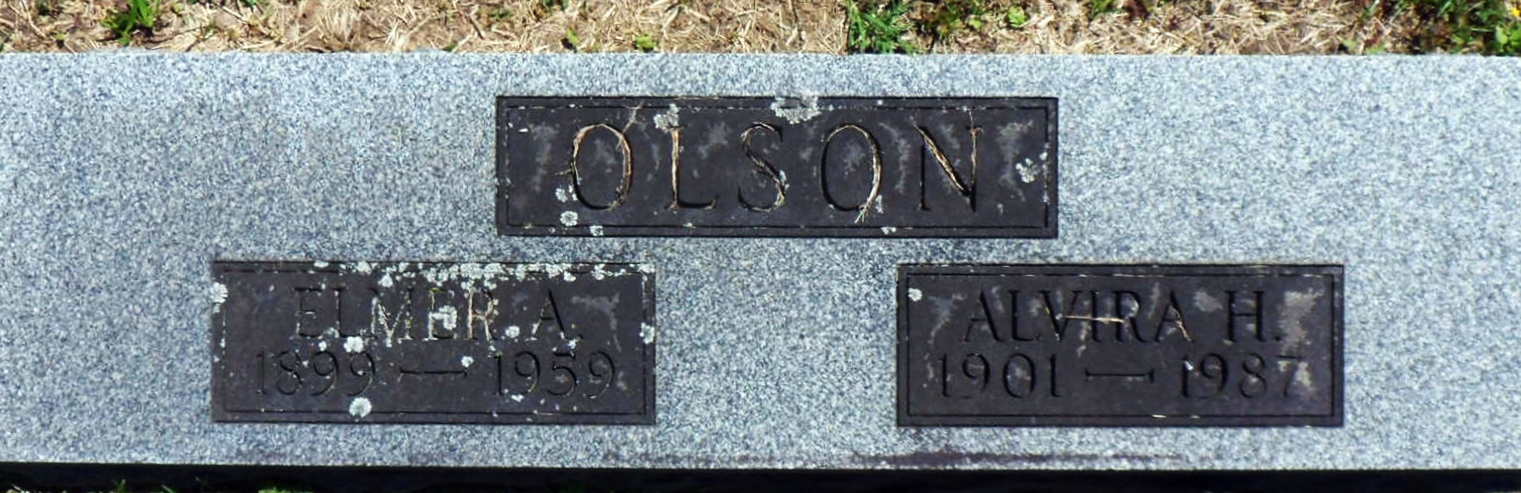 OLSON
ELMER A.
1899 — 1959
ALVIRA H.
1901 — 1987